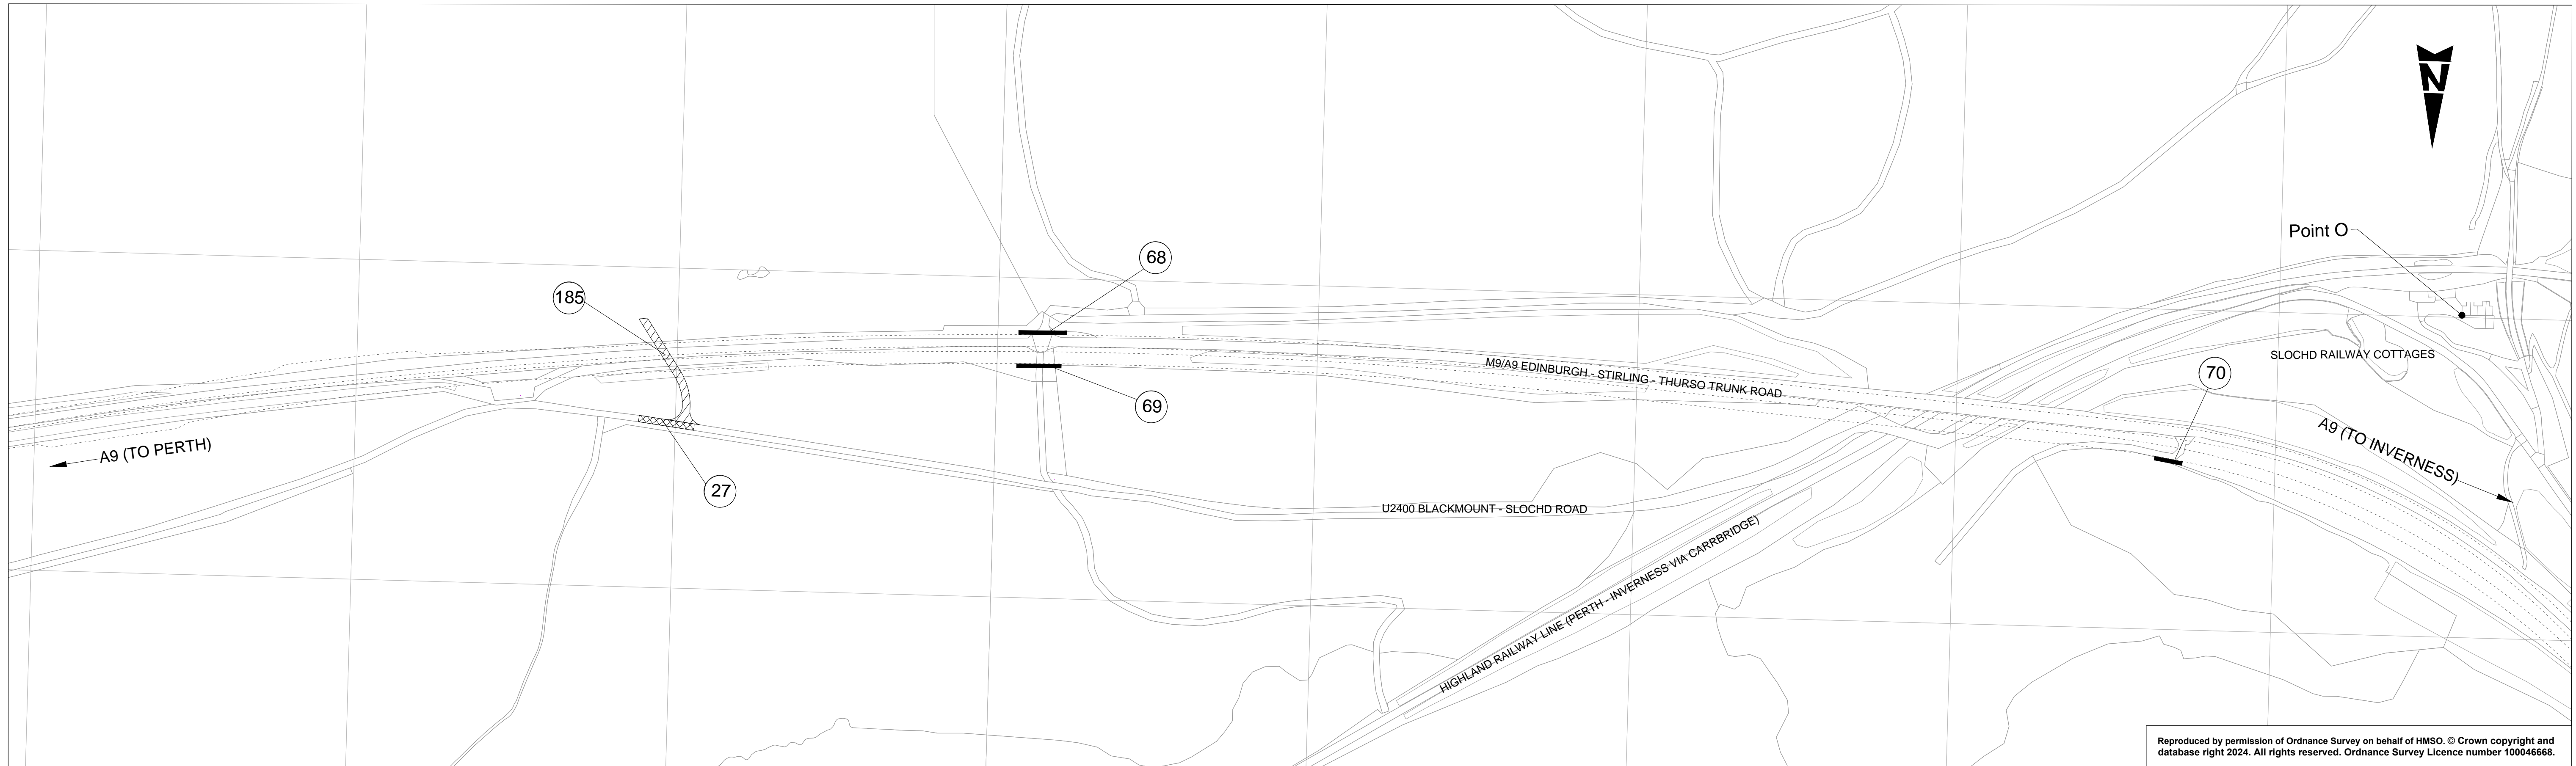 N
Point O
68
185
SLOCHD RAILWAY COTTAGES
M9/A9 EDINBURGH - STIRLING - THURSO TRUNK ROAD
70
69
A9 (TO INVERNESS)
A9 (TO PERTH)
27
U2400 BLACKMOUNT - SLOCHD ROAD
HIGHLAND RAILWAY LINE (PERTH - INVERNESS VIA CARRBRIDGE)
Reproduced by permission of Ordnance Survey on behalf of HMSO. © Crown copyright and
database right 2024. All rights reserved. Ordnance Survey Licence number 100046668.